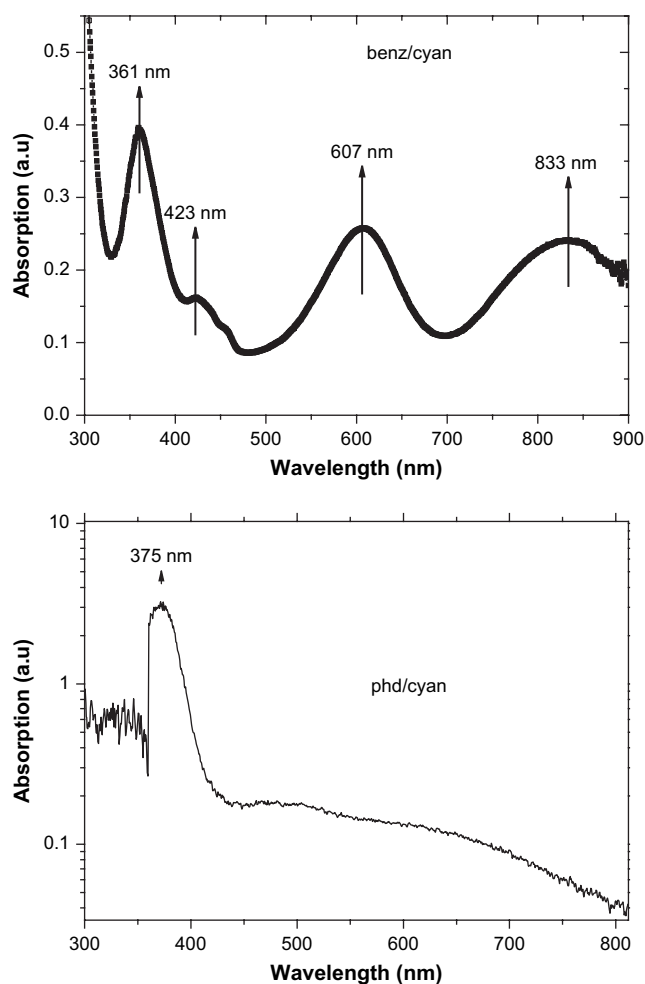 0.5
0.4
0.3
0.2
0.1
0.0
Absorption (a.u)
benz/cyan
361 nm
423 nm
607 nm
833 nm
300 400 500 600 700 800 900
Wavelength (nm)
10
1
0.1
Absorption (a.u)
375 nm
phd/cyan
300 400 500 600 700 800
Wavelength (nm)